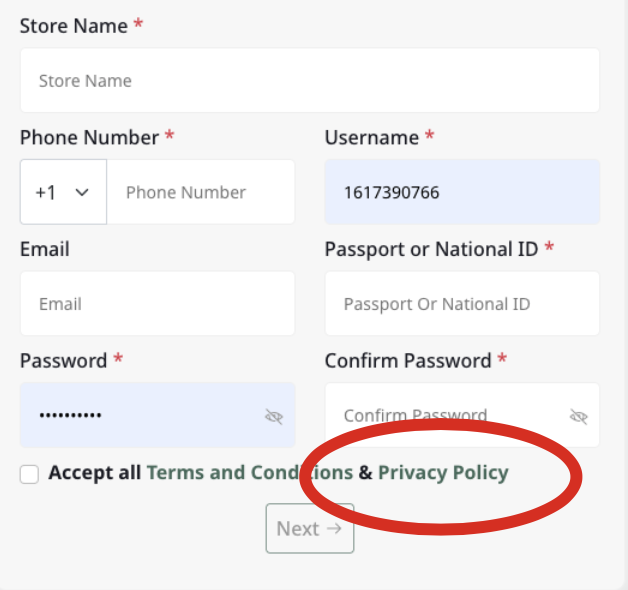 Store Name *
Store Name
Phone Number * Username *
+1 Phone Number 1617390766
Email Passport or National ID *
Email Passport Or National ID
Password * Confirm Password *
•••••••••• Confirm Password
Accept all Terms and Conditions & Privacy Policy
Next →